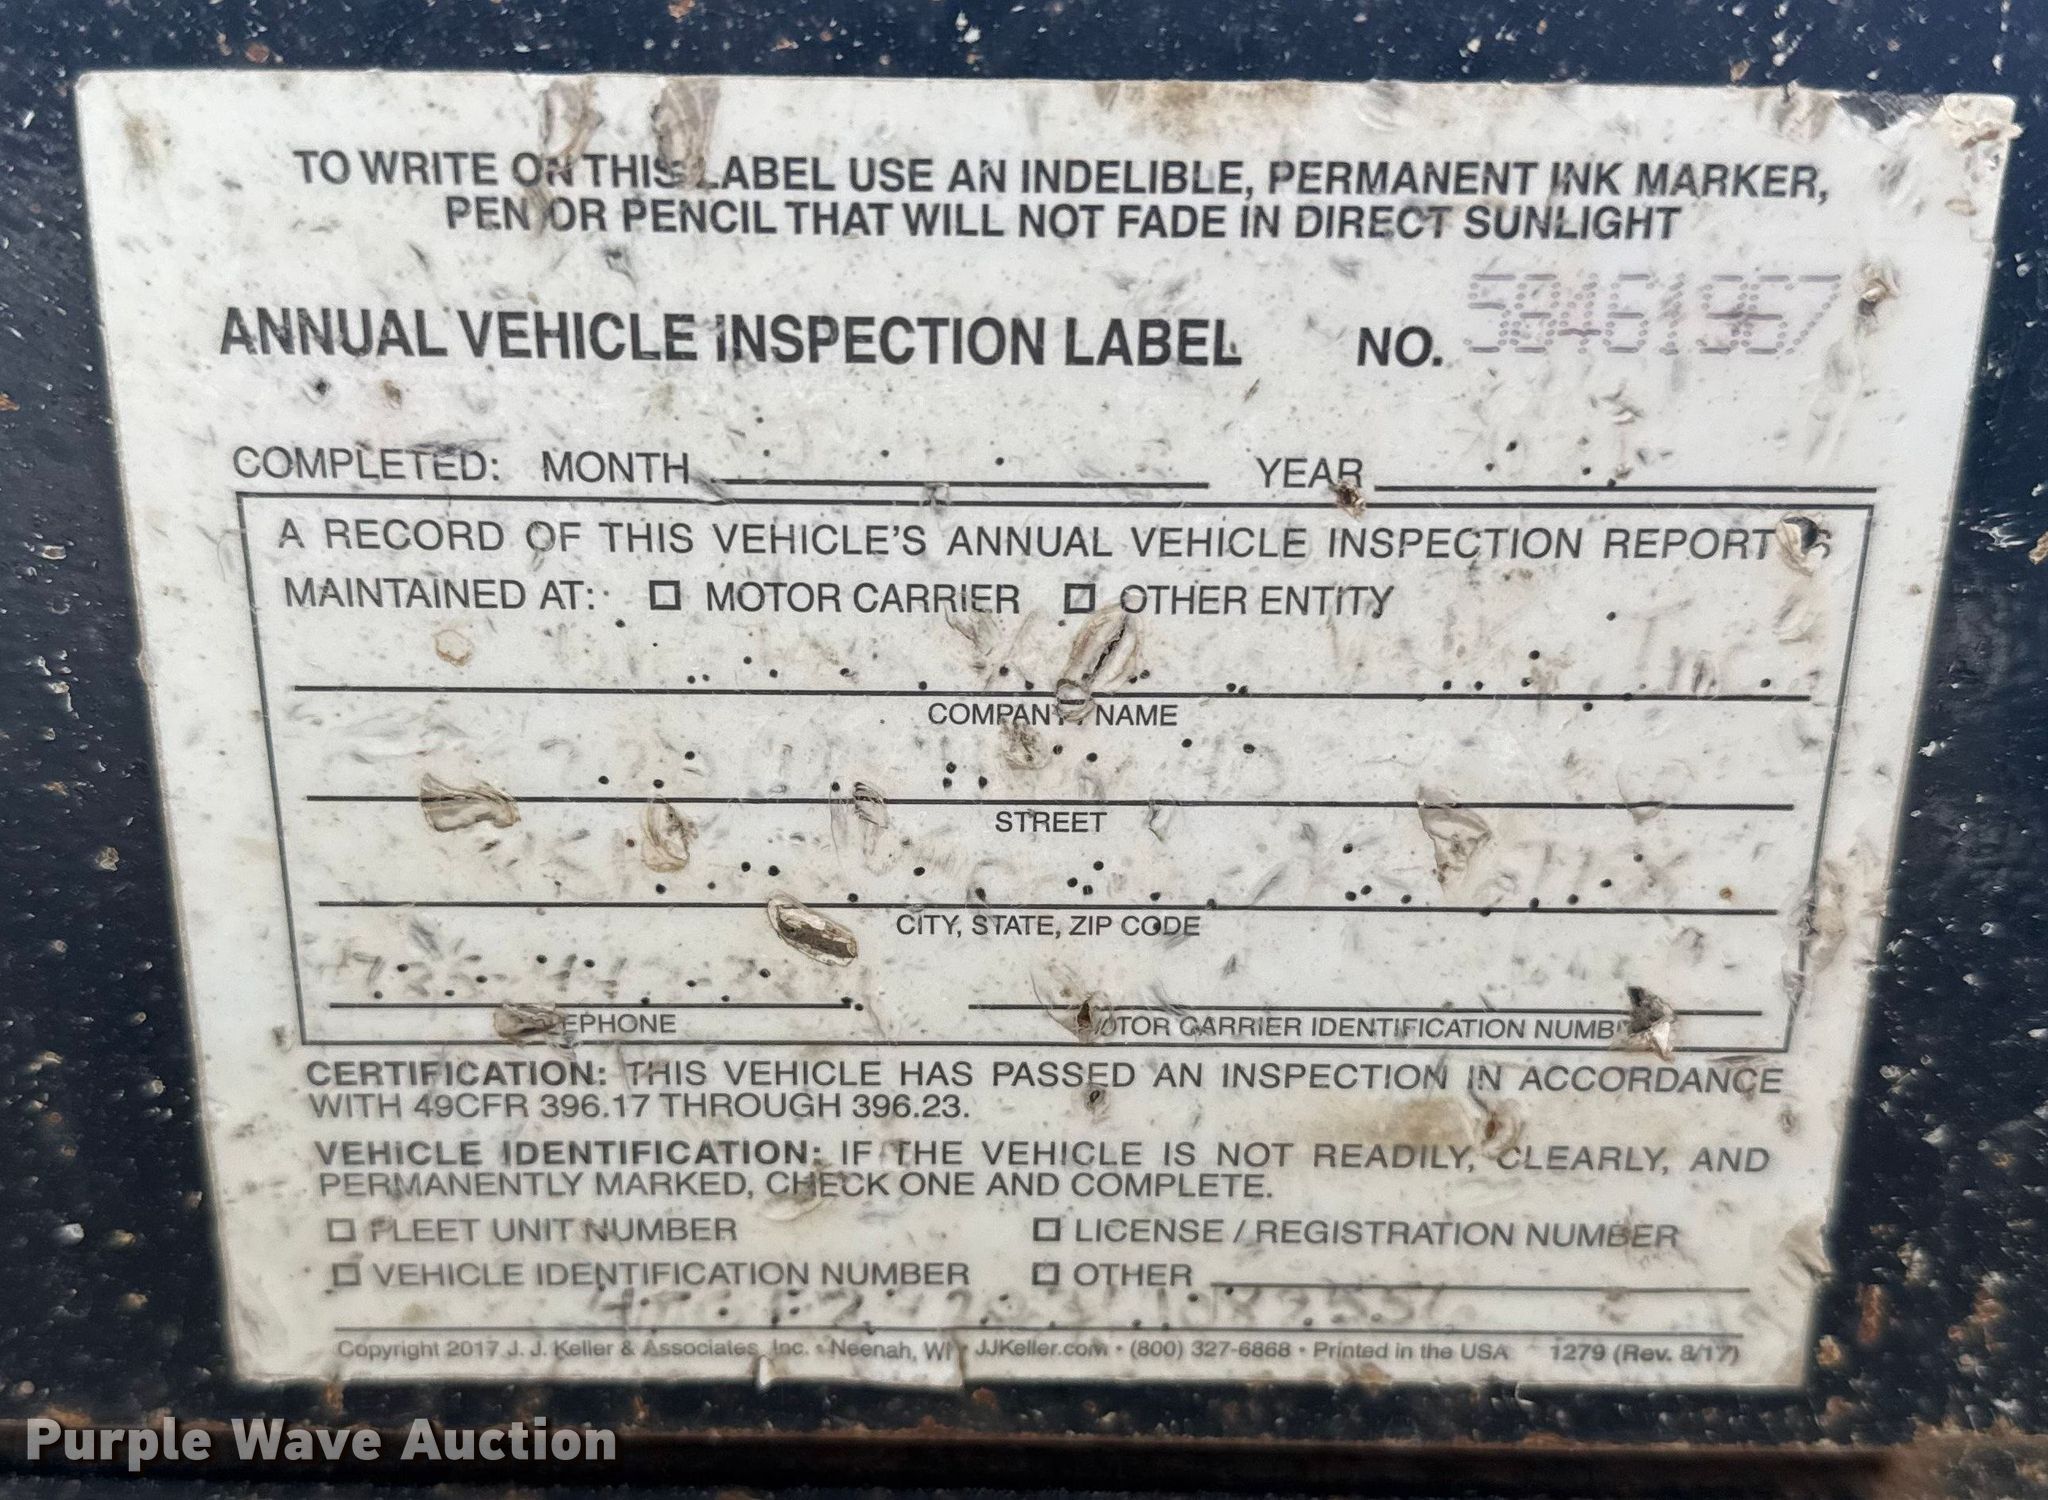 TO WRITE ON THIS LABEL USE AN INDELIBLE, PERMANENT INK MARKER,
PEN OR PENCIL THAT WILL NOT FADE IN DIRECT SUNLIGHT
ANNUAL VEHICLE INSPECTION LABEL NO. 58461967
COMPLETED: MONTH YEAR
A RECORD OF THIS VEHICLE'S ANNUAL VEHICLE INSPECTION REPORT IS
MAINTAINED AT: ☐ MOTOR CARRIER ☐ OTHER ENTITY
Inc
COMPANY NAME
STREET
CITY, STATE, ZIP CODE
TELEPHONE MOTOR CARRIER IDENTIFICATION NUMBER
CERTIFICATION: THIS VEHICLE HAS PASSED AN INSPECTION IN ACCORDANCE
WITH 49CFR 396.17 THROUGH 396.23.
VEHICLE IDENTIFICATION: IF THE VEHICLE IS NOT READILY, CLEARLY, AND
PERMANENTLY MARKED, CHECK ONE AND COMPLETE.
☐ FLEET UNIT NUMBER ☐ LICENSE / REGISTRATION NUMBER
☐ VEHICLE IDENTIFICATION NUMBER ☐ OTHER
Copyright 2017 J. J. Keller & Associates, Inc. • Neenah, WI • JJKeller.com • (800) 327-6868 • Printed in the USA 1279 (Rev. 8/17)
Purple Wave Auction